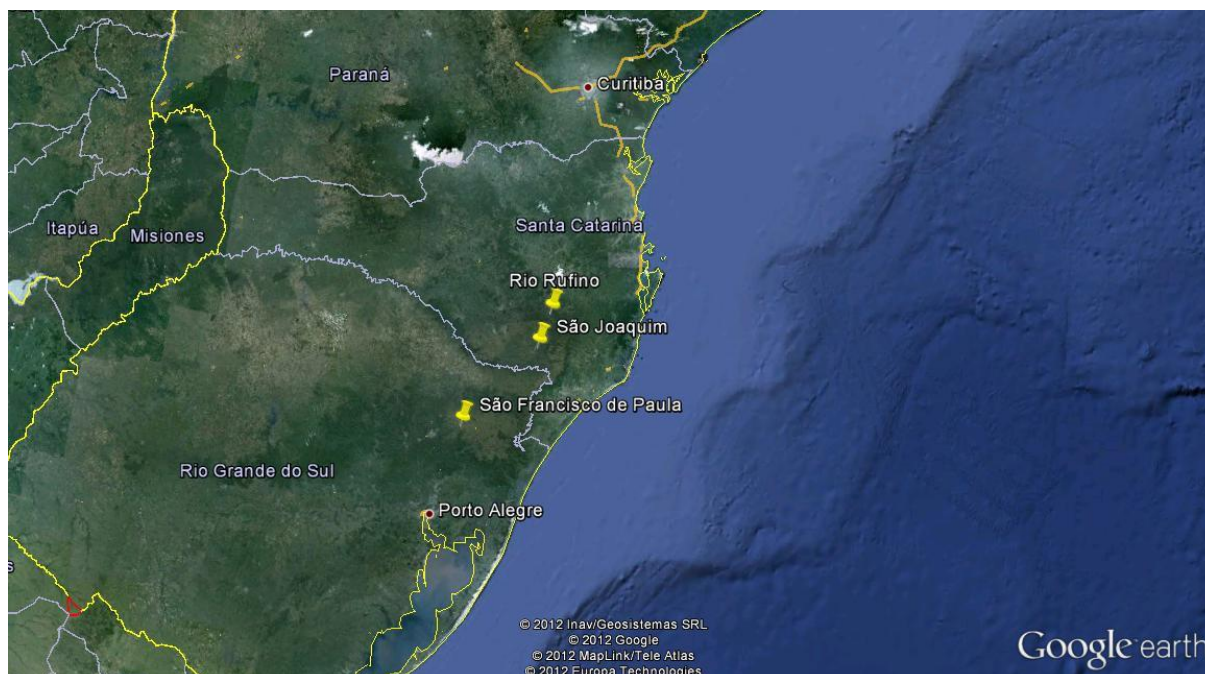 Paraná
Curitiba
Itapúa
Misiones
Santa Catarina
Rio Rufino
São Joaquim
São Francisco de Paula
Rio Grande do Sul
Porto Alegre
s
© 2012 Inav/Geosistemas SRL
© 2012 Google
© 2012 MapLink/Tele Atlas
© 2012 Europa Technologies
Google earth